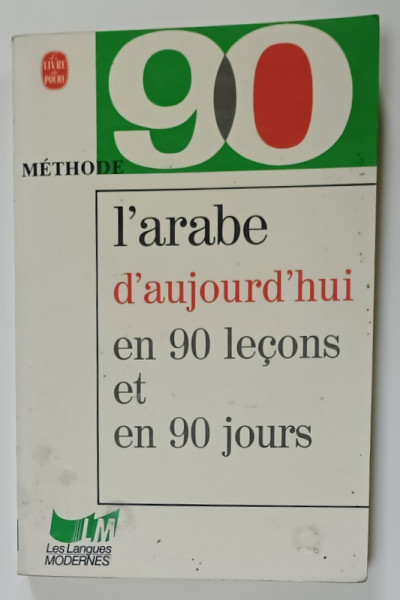 Le
LIVRE
de
POCHE
90
MÉTHODE
l'arabe
d'aujourd'hui
en 90 leçons
et
en 90 jours
LM
Les Langues
MODERNES